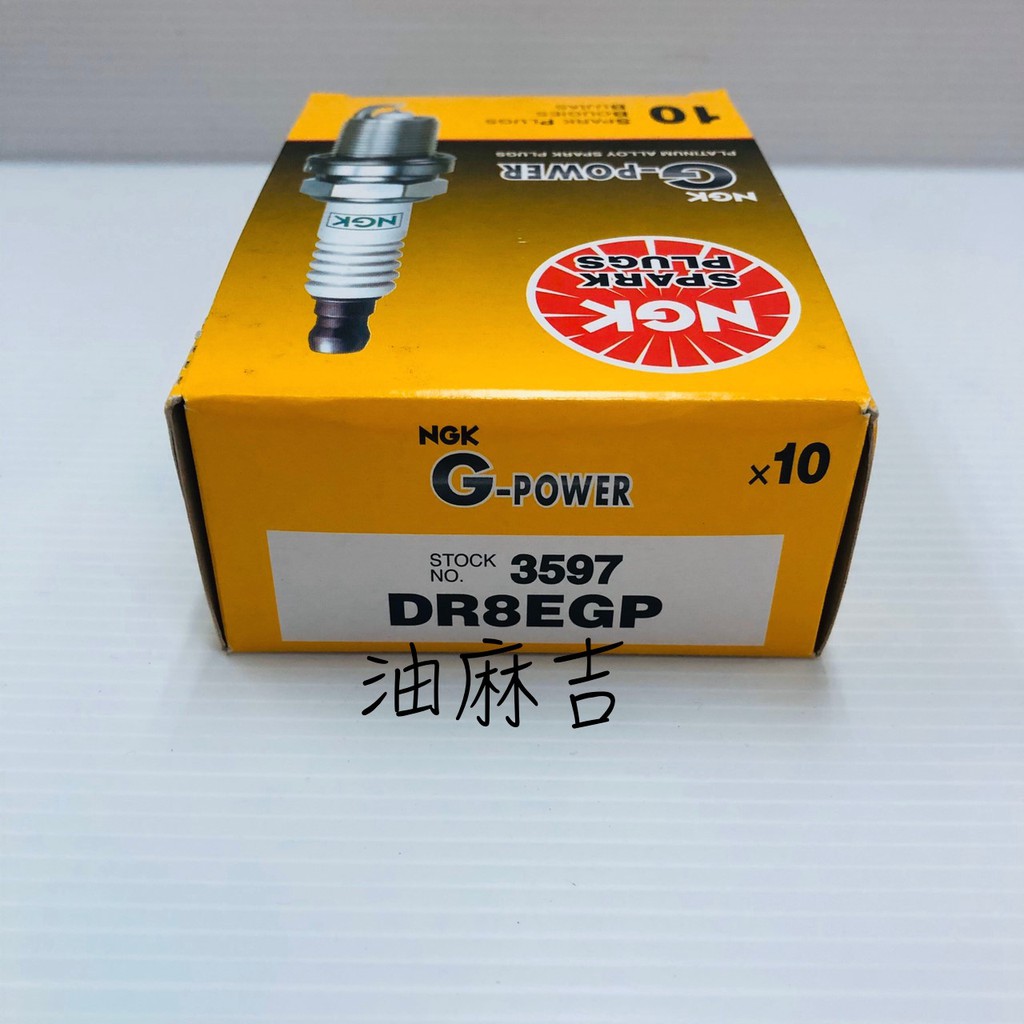 10 SPARK PLUGS
BOUGIES
BUJIAS
PLATINUM ALLOY SPARK PLUGS
NGK
G-POWER
NGK
SPARK
PLUGS
NGK
NGK
G-POWER
×10
STOCK
NO. 3597
DR8EGP
油麻吉